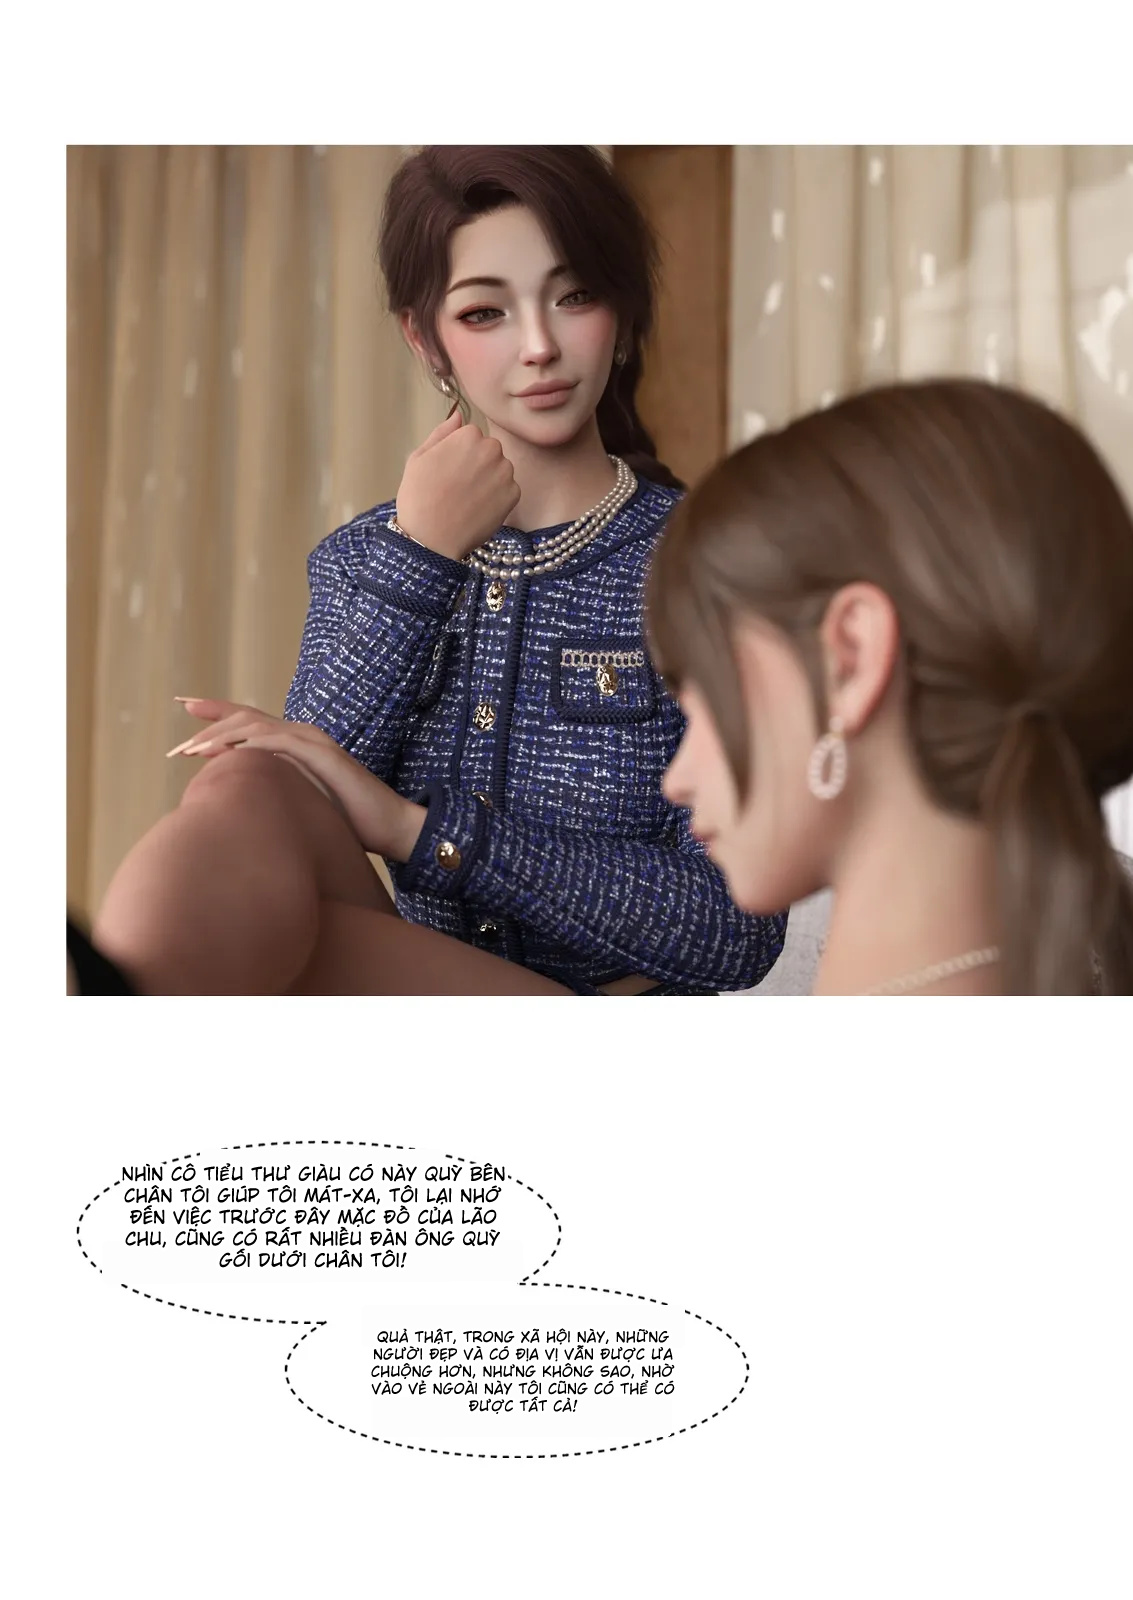 NHÌN CÔ TIỂU THƯ GIÀU CÓ NÀY QUỲ BÊN
CHÂN TÔI GIÚP TÔI MÁT-XA, TÔI LẠI NHỚ
ĐẾN VIỆC TRƯỚC ĐÂY MẶC ĐỒ CỦA LÃO
CHU, CŨNG CÓ RẤT NHIỀU ĐÀN ÔNG QUỲ
GỐI DƯỚI CHÂN TÔI!
QUẢ THẬT, TRONG XÃ HỘI NÀY, NHỮNG
NGƯỜI ĐẸP VÀ CÓ ĐỊA VỊ VẪN ĐƯỢC ƯA
CHUỘNG HƠN, NHƯNG KHÔNG SAO, NHỜ
VÀO VẺ NGOÀI NÀY TÔI CŨNG CÓ THỂ CÓ
ĐƯỢC TẤT CẢ!